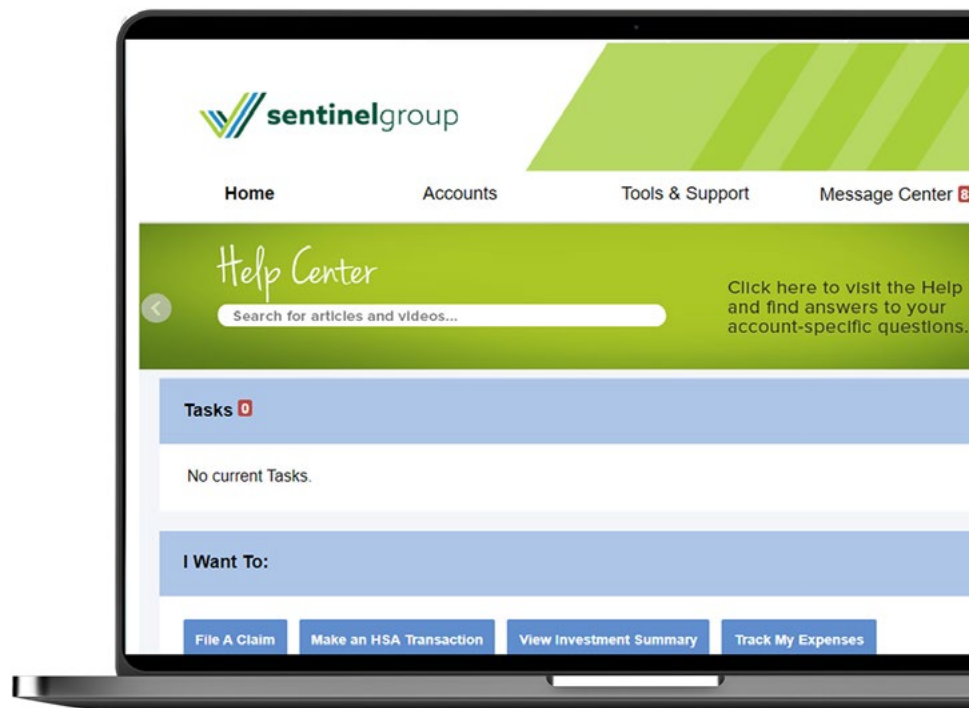 sentinelgroup
Home Accounts Tools & Support Message Center 8
Help Center
Search for articles and videos...
Click here to visit the Help
and find answers to your
account-specific questions.
Tasks 0
No current Tasks.
I Want To:
File A Claim Make an HSA Transaction View Investment Summary Track My Expenses